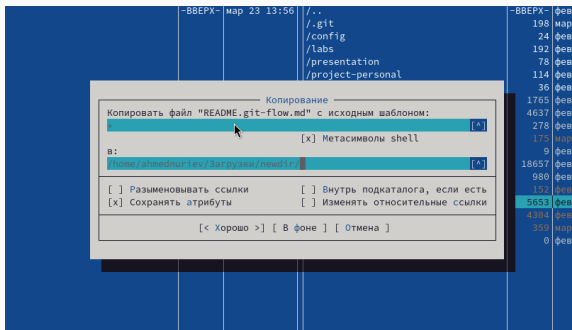 -ВВЕРХ- мар 23 13:56 /.. -ВВЕРХ- фев
/.git 198 мар
/config 24 фев
/labs 192 фев
/presentation 78 фев
/project-personal 114 фев
36 фев
Копирование 1765 фев
Копировать файл "README.git-flow.md" с исходным шаблоном: 4637 фев
* [^] 278 фев
[x] Метасимволы shell 175 мар
в: 9 фев
/home/ahmednuriev/Загрузки/newdir/ [^] 18657 фев
980 фев
[ ] Разыменовывать ссылки [ ] Внутрь подкаталога, если есть 152 фев
[x] Сохранять атрибуты [ ] Изменять относительные ссылки 5653 фев
4304 фев
[< Хорошо >] [ В фоне ] [ Отмена ] 359 мар
0 фев